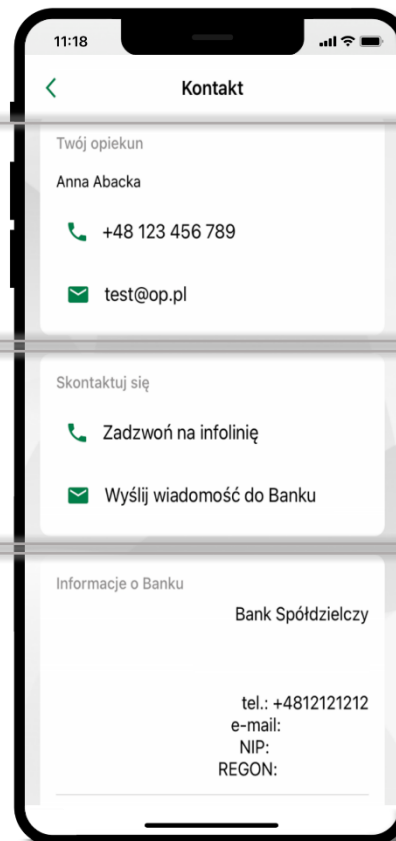 11:18
Kontakt
Twój opiekun
Anna Abacka
+48 123 456 789
test@op.pl
Skontaktuj się
Zadzwoń na infolinię
Wyślij wiadomość do Banku
Informacje o Banku
Bank Spółdzielczy
tel.: +4812121212
e-mail:
NIP:
REGON: